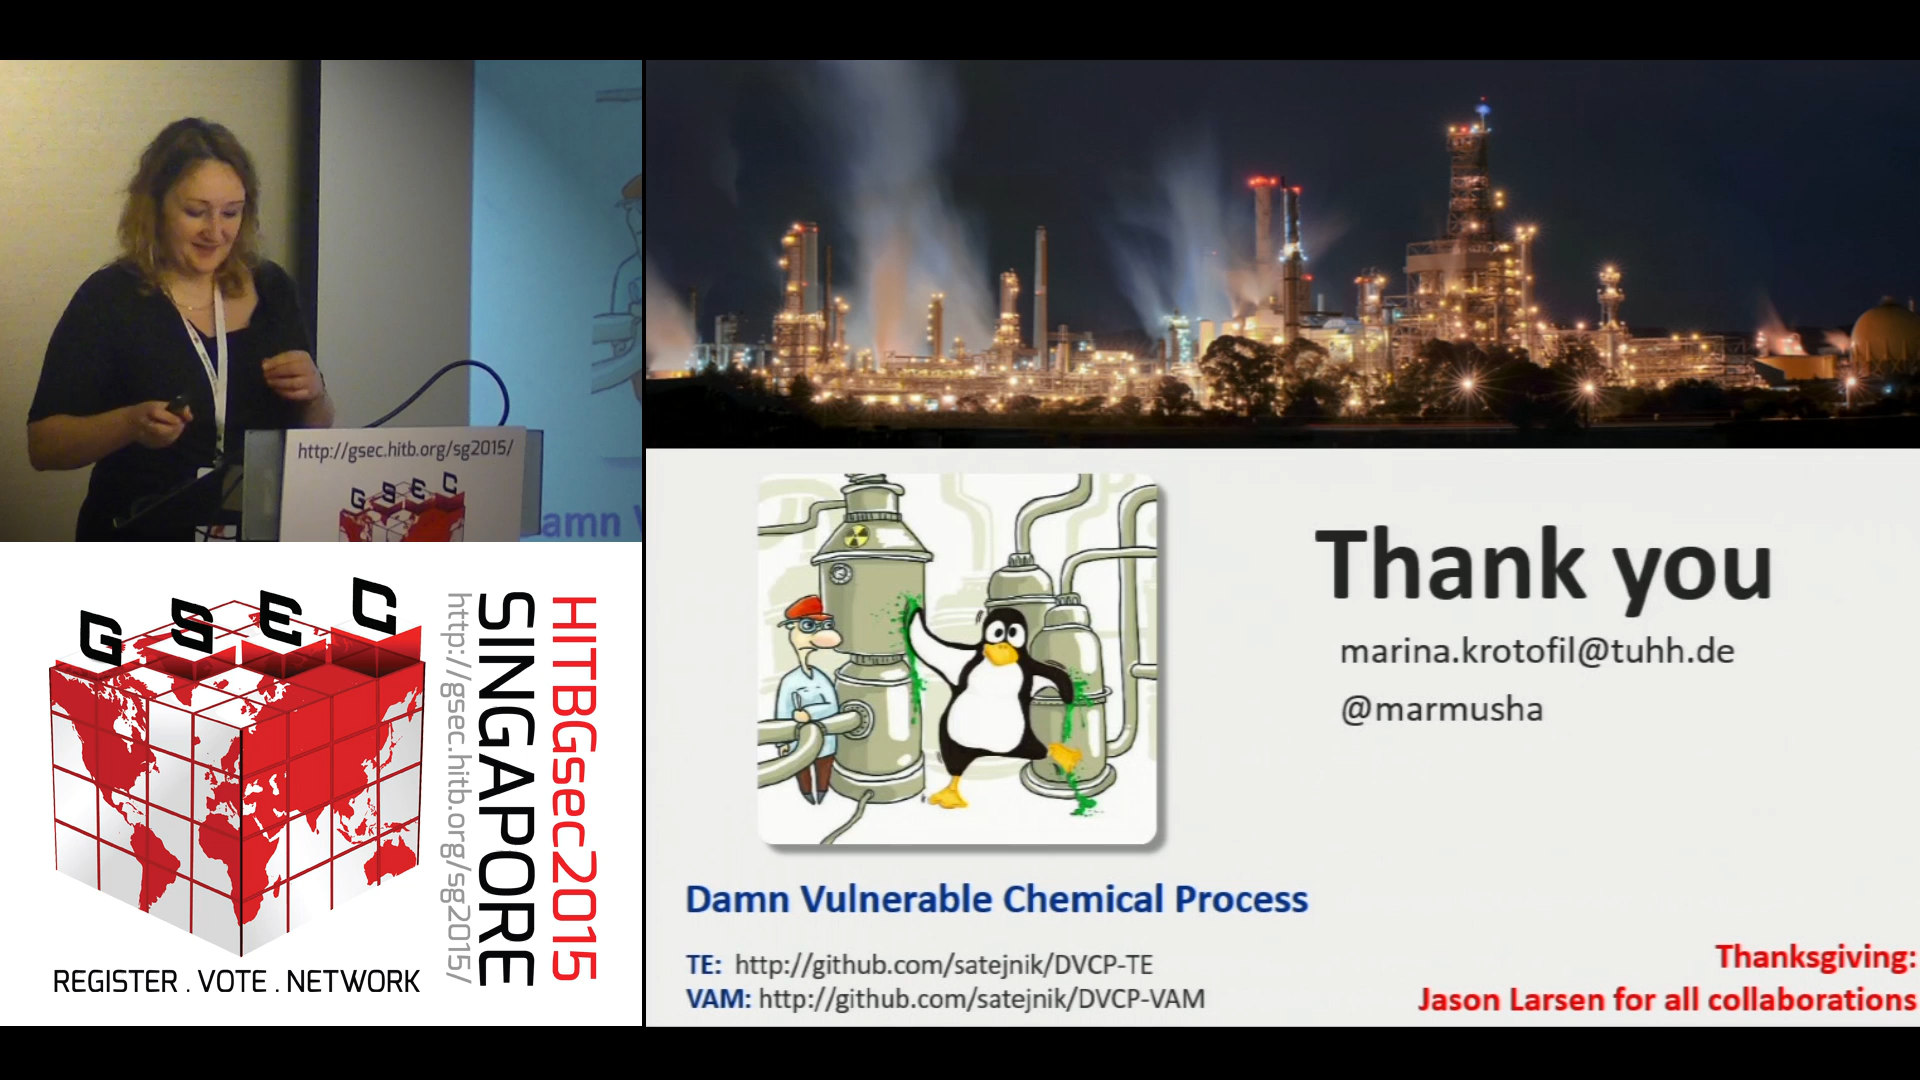 http://gsec.hitb.org/sg2015/
G S E C
amn
G S E C
HITBGsec2015
SINGAPORE
http://gsec.hitb.org/sg2015/
REGISTER . VOTE . NETWORK
Thank you
marina.krotofil@tuhh.de
@marmusha
Damn Vulnerable Chemical Process
TE: http://github.com/satejnik/DVCP-TE
VAM: http://github.com/satejnik/DVCP-VAM
Thanksgiving:
Jason Larsen for all collaborations